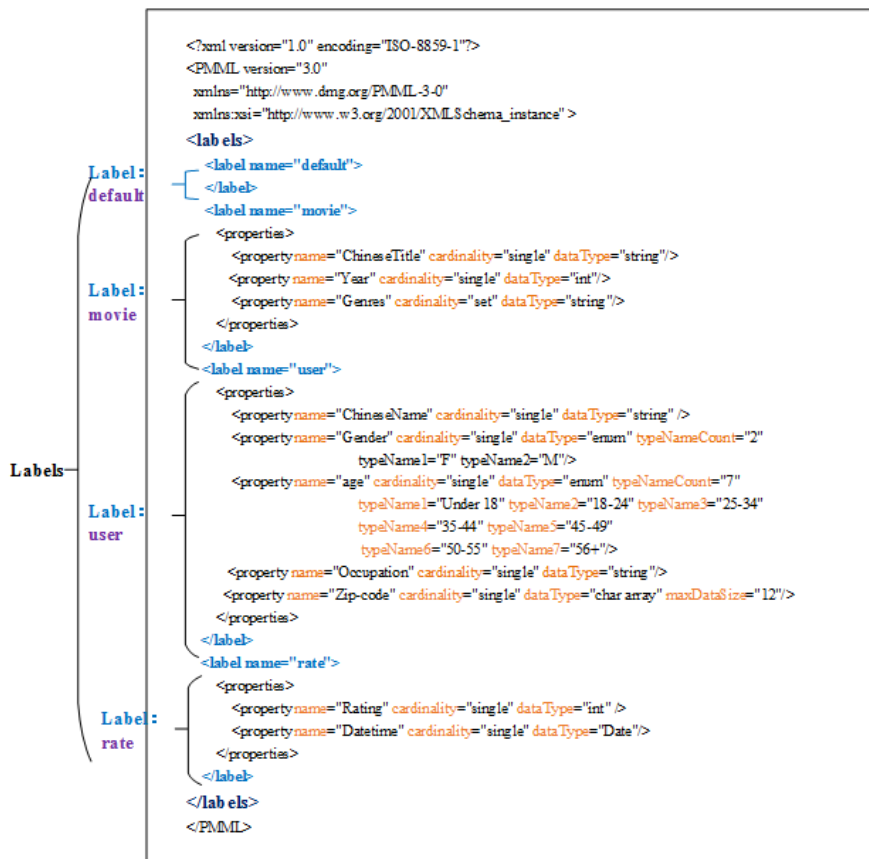 <?xml version="1.0" encoding="ISO-8859-1"?>
<PMML version="3.0"
xmlns="http://www.dmg.org/PMML-3-0"
xmlns:xsi="http://www.w3.org/2001/XMLSchema_instance" >
<labels>
Label:
default
<label name="default">
</label>
<label name="movie">
Label:
movie
<properties>
<property name="ChineseTitle" cardinality="single" dataType="string"/>
<property name="Year" cardinality="single" dataType="int"/>
<property name="Genres" cardinality="set" dataType="string"/>
</properties>
</label>
<label name="user">
Labels
Label:
user
<properties>
<property name="ChineseName" cardinality="single" dataType="string" />
<property name="Gender" cardinality="single" dataType="enum" typeNameCount="2"
typeName1="F" typeName2="M"/>
<property name="age" cardinality="single" dataType="enum" typeNameCount="7"
typeName1="Under 18" typeName2="18-24" typeName3="25-34"
typeName4="35-44" typeName5="45-49"
typeName6="50-55" typeName7="56+"/>
<property name="Occupation" cardinality="single" dataType="string"/>
<property name="Zip-code" cardinality="single" dataType="char array" maxDataSize="12"/>
</properties>
</label>
<label name="rate">
Label:
rate
<properties>
<property name="Rating" cardinality="single" dataType="int" />
<property name="Datetime" cardinality="single" dataType="Date"/>
</properties>
</label>
</labels>
</PMML>